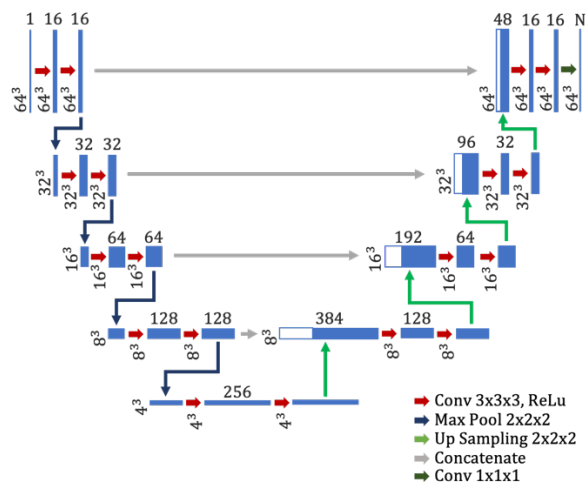 1 16 16
64³ 64³ 64³
48 16 16 N
64³ 64³ 64³ 64³
32 32
32³ 32³ 32³
96 32
32³ 32³ 32³
64 64
16³ 16³ 16³
192 64
16³ 16³ 16³
128 128
8³ 8³ 8³
384 128
8³ 8³ 8³
256
4³ 4³ 4³
Conv 3x3x3, ReLu
Max Pool 2x2x2
Up Sampling 2x2x2
Concatenate
Conv 1x1x1